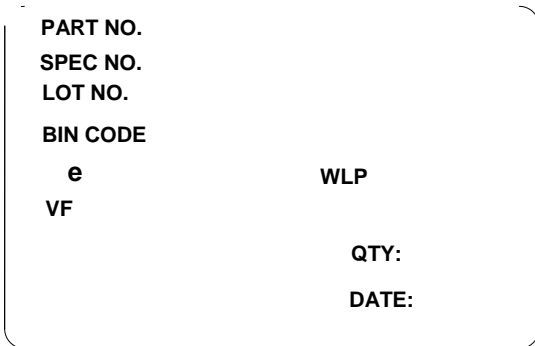 PART NO.
SPEC NO.
LOT NO.
BIN CODE
e WLP
VF
QTY:
DATE: